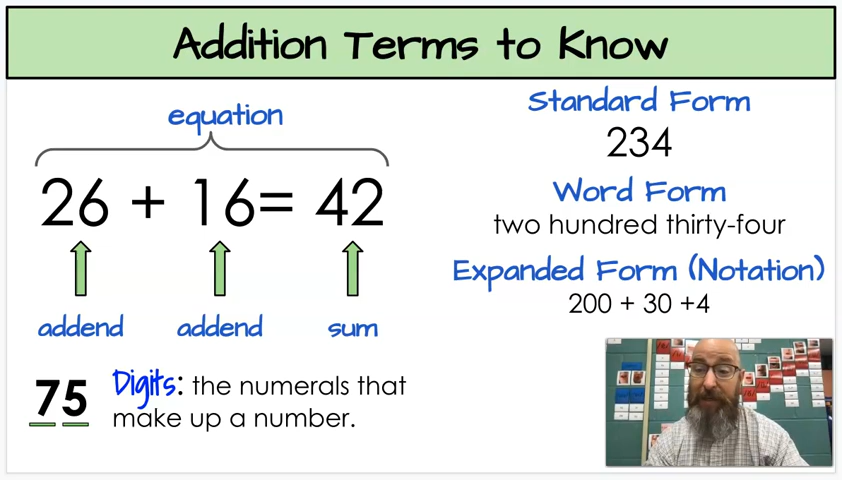 Addition Terms to Know
equation
26 + 16= 42
addend addend sum
75
Digits: the numerals that
make up a number.
Standard Form
234
Word Form
two hundred thirty-four
Expanded Form (Notation)
200 + 30 +4